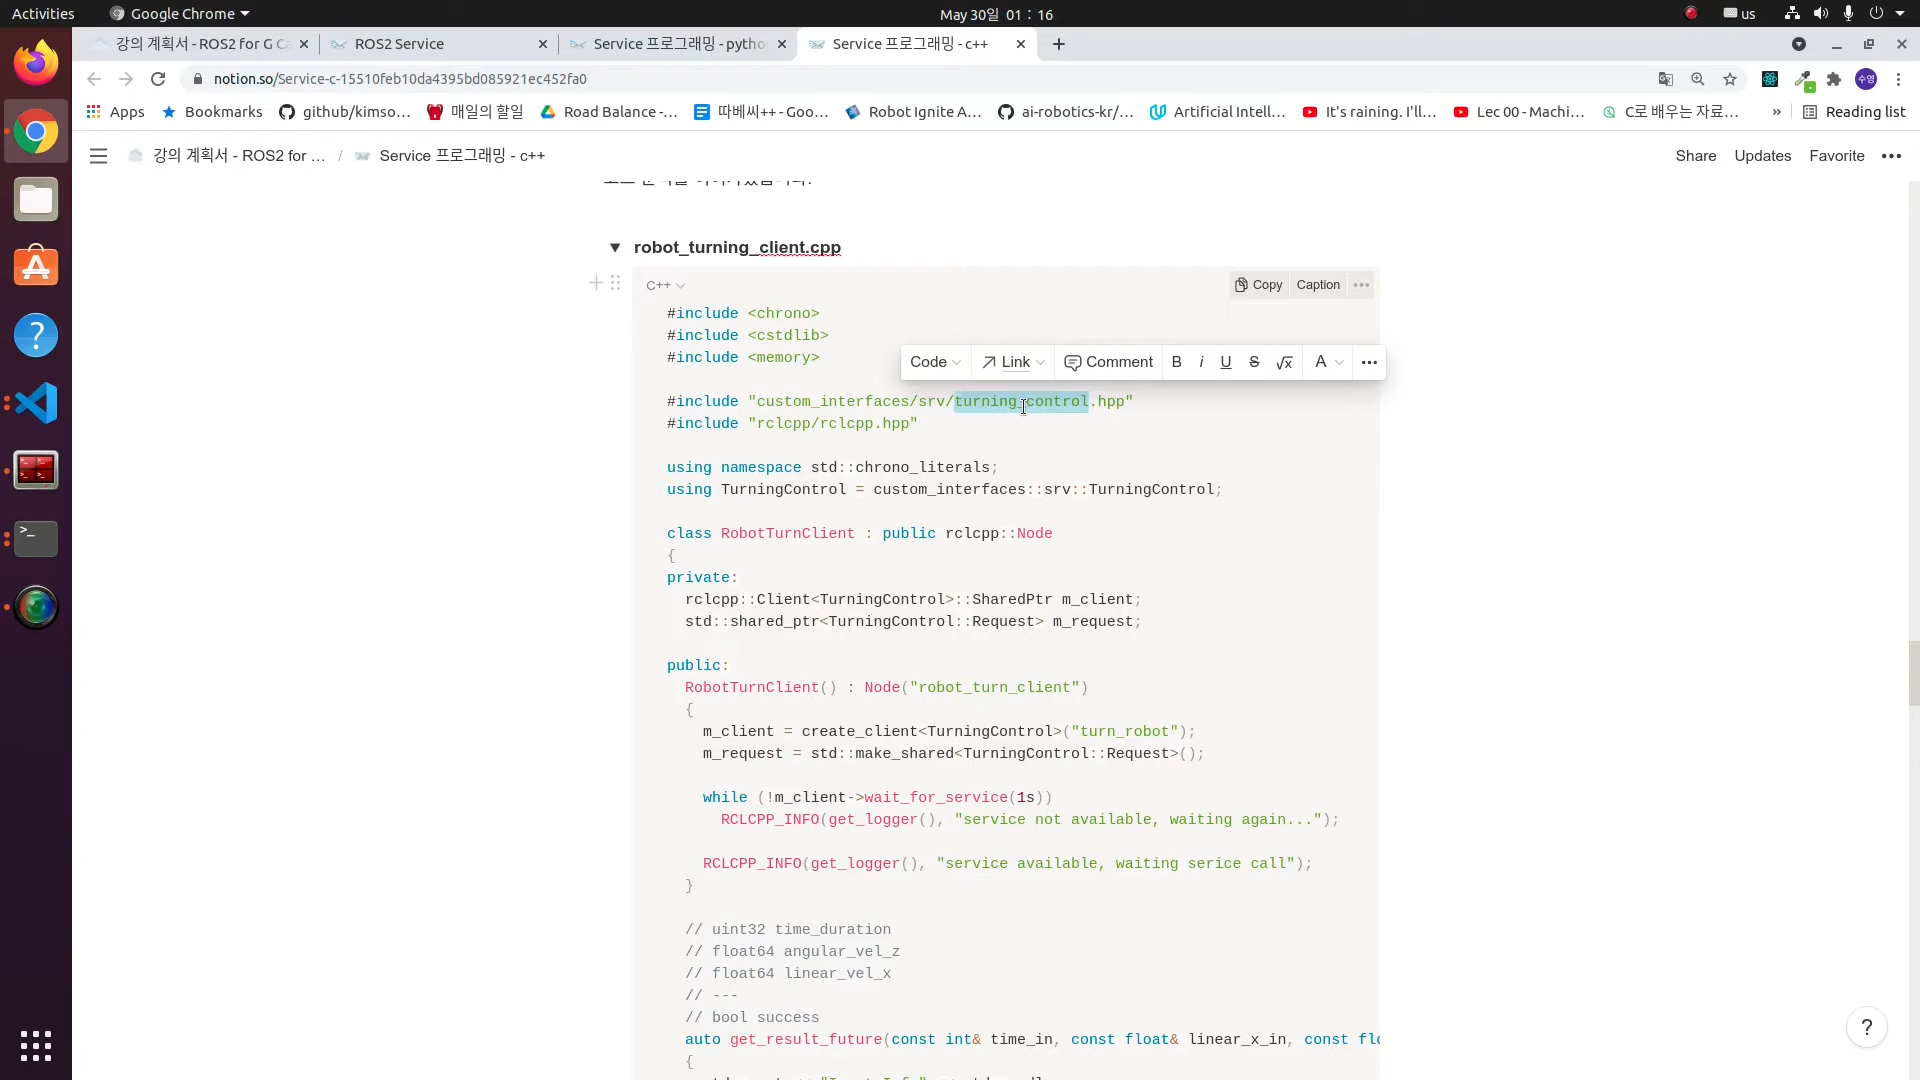 Activities
Google Chrome
May 30일 01 : 16
us
강의 계획서 - ROS2 for G Ca
ROS2 Service
Service 프로그래밍 - pytho
Service 프로그래밍 - c++
notion.so/Service-c-15510feb10da4395bd085921ec452fa0
수영
Apps
Bookmarks
github/kimso...
매일의 할일
Road Balance -...
따베씨++ - Goo...
Robot Ignite A...
ai-robotics-kr/...
Artificial Intell...
It's raining. I'll...
Lec 00 - Machi...
C로 배우는 자료...
»
Reading list
강의 계획서 - ROS2 for ...
/
Service 프로그래밍 - c++
Share
Updates
Favorite
robot_turning_client.cpp
C++
Copy
Caption
#include <chrono>
#include <cstdlib>
#include <memory>
Code
Link
Comment
B
i
U
S
√x
A
#include "custom_interfaces/srv/turning_control.hpp"
#include "rclcpp/rclcpp.hpp"
using namespace std::chrono_literals;
using TurningControl = custom_interfaces::srv::TurningControl;
class RobotTurnClient : public rclcpp::Node
{
private:
rclcpp::Client<TurningControl>::SharedPtr m_client;
std::shared_ptr<TurningControl::Request> m_request;
public:
RobotTurnClient() : Node("robot_turn_client")
{
m_client = create_client<TurningControl>("turn_robot");
m_request = std::make_shared<TurningControl::Request>();
while (!m_client->wait_for_service(1s))
RCLCPP_INFO(get_logger(), "service not available, waiting again...");
RCLCPP_INFO(get_logger(), "service available, waiting serice call");
}
// uint32 time_duration
// float64 angular_vel_z
// float64 linear_vel_x
// ---
// bool success
auto get_result_future(const int& time_in, const float& linear_x_in, const flo
{
?